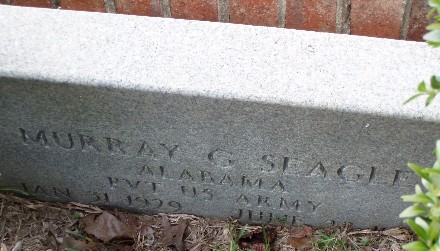 MURRAY G SEAGLE
ALABAMA
PVT US ARMY
JAN 31 1929 JUNE